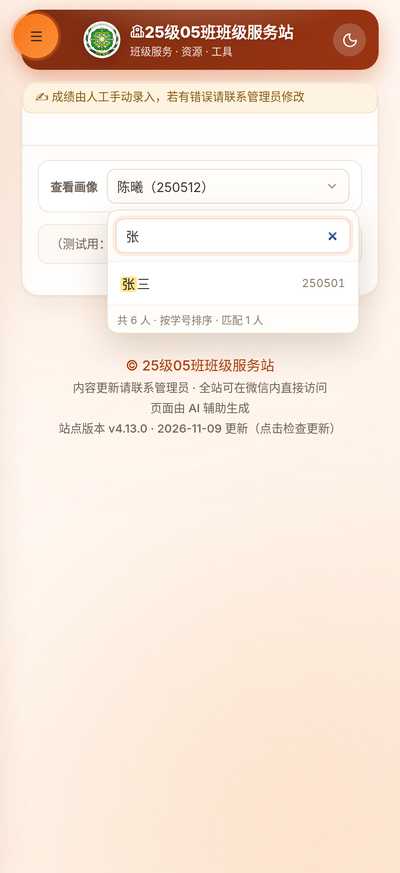 25级05班班级服务站
班级服务 · 资源 · 工具
✍ 成绩由人工手动录入，若有错误请联系管理员修改
查看画像
陈曦（250512）
（测试用：
张
张三
250501
共 6 人 · 按学号排序 · 匹配 1 人
© 25级05班班级服务站
内容更新请联系管理员 · 全站可在微信内直接访问
页面由 AI 辅助生成
站点版本 v4.13.0 · 2026-11-09 更新（点击检查更新）